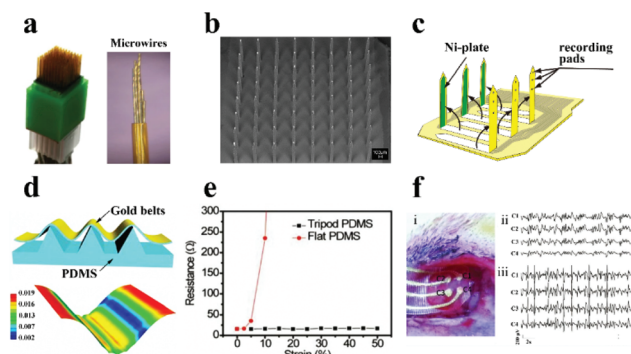 a
Microwires
b
c
Ni-plate
recording
pads
d
Gold belts
PDMS
0.019
0.016
0.013
0.010
0.007
0.002
e
300
250
200
150
100
50
Resistance (Ω)
Tripod PDMS
Flat PDMS
0 10 20 30 40 50
Strain (%)
f
i
ii
C1
C2
C3
C4
iii
C1
C2
C3
C4
2s